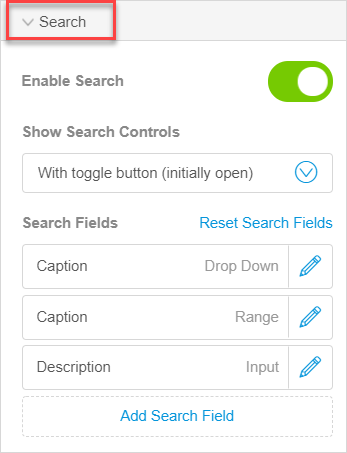 Search
Enable Search
Show Search Controls
With toggle button (initially open)
Search Fields Reset Search Fields
Caption Drop Down
Caption Range
Description Input
Add Search Field